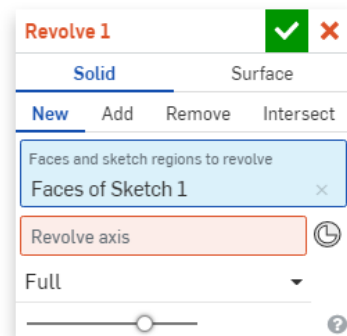 Revolve 1
Solid Surface
New Add Remove Intersect
Faces and sketch regions to revolve
Faces of Sketch 1
Revolve axis
Full